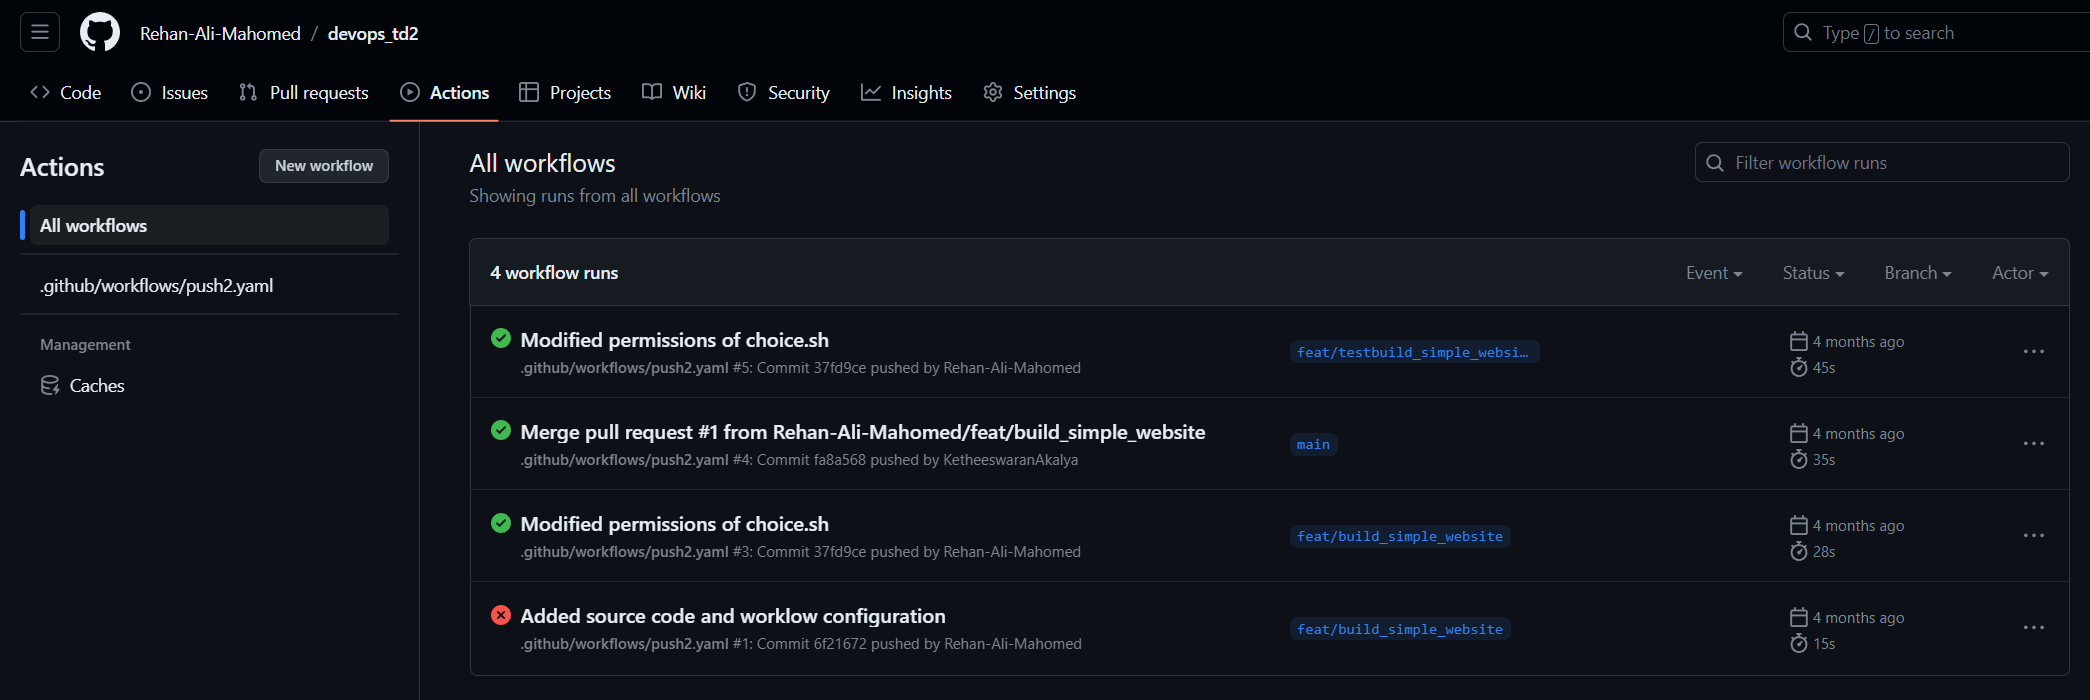 Rehan-Ali-Mahomed / devops_td2
Type / to search
Code Issues Pull requests Actions Projects Wiki Security Insights Settings
Actions
New workflow
All workflows
.github/workflows/push2.yaml
Management
Caches
All workflows
Showing runs from all workflows
Filter workflow runs
4 workflow runs
Event Status Branch Actor
Modified permissions of choice.sh
.github/workflows/push2.yaml #5: Commit 37fd9ce pushed by Rehan-Ali-Mahomed
feat/testbuild_simple_websi…
4 months ago
45s
Merge pull request #1 from Rehan-Ali-Mahomed/feat/build_simple_website
.github/workflows/push2.yaml #4: Commit fa8a568 pushed by KetheeswaranAkalya
main
4 months ago
35s
Modified permissions of choice.sh
.github/workflows/push2.yaml #3: Commit 37fd9ce pushed by Rehan-Ali-Mahomed
feat/build_simple_website
4 months ago
28s
Added source code and worklow configuration
.github/workflows/push2.yaml #1: Commit 6f21672 pushed by Rehan-Ali-Mahomed
feat/build_simple_website
4 months ago
15s